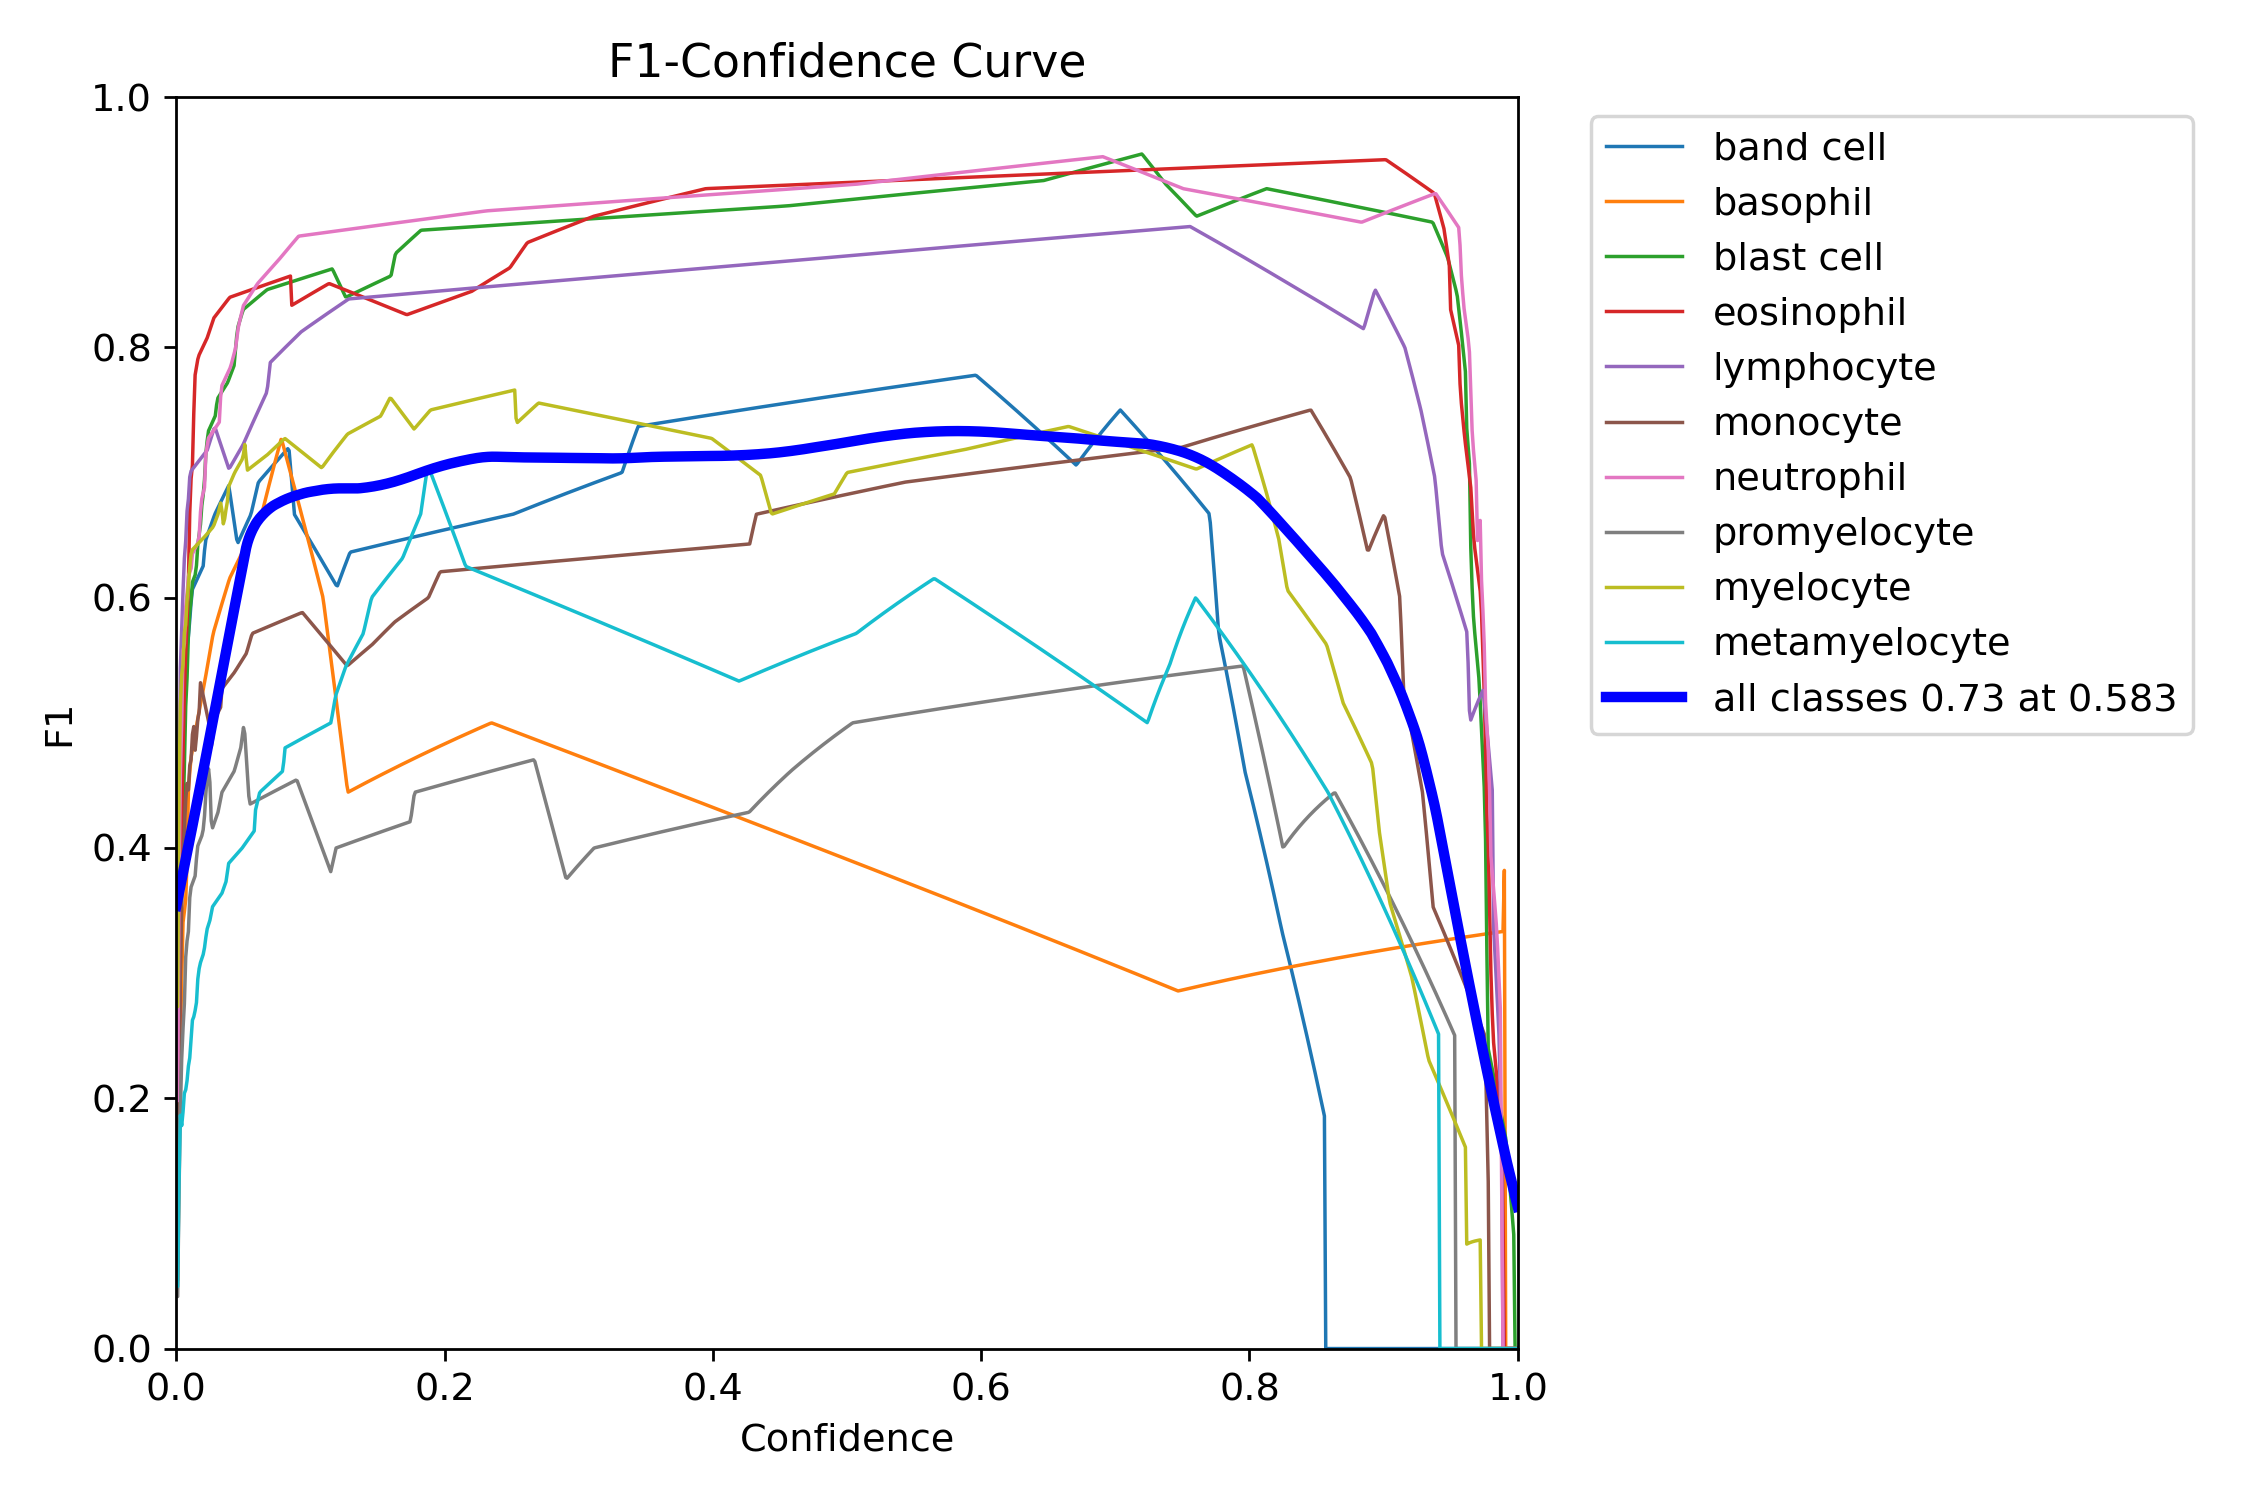 F1-Confidence Curve
1.0
0.8
0.6
0.4
0.2
0.0
F1
0.0 0.2 0.4 0.6 0.8 1.0
Confidence
band cell
basophil
blast cell
eosinophil
lymphocyte
monocyte
neutrophil
promyelocyte
myelocyte
metamyelocyte
all classes 0.73 at 0.583